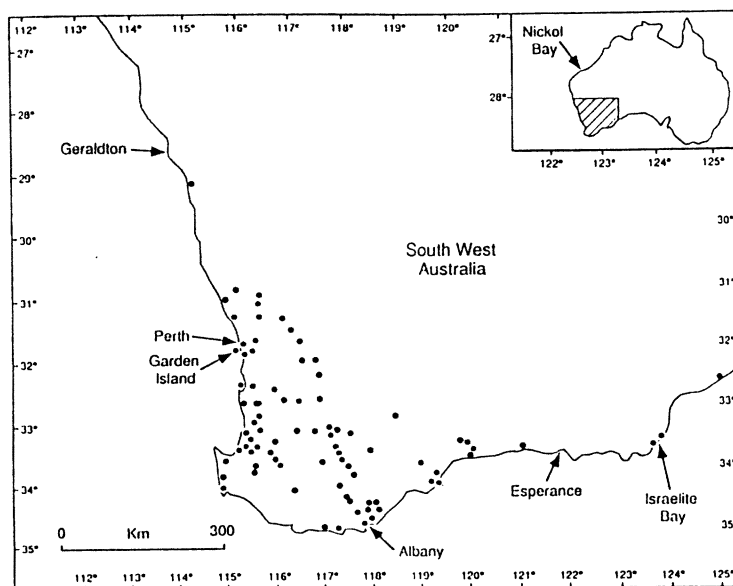 112° 113° 114° 115° 116° 117° 118° 119° 120°
27°
28°
29°
30°
31°
32°
33°
34°
35°
Geraldton
Perth
Garden
Island
South West
Australia
Nickol
Bay
27°
28°
122° 123° 124° 125°
30°
31°
32°
33°
34°
35°
125°
Esperance
Israelite
Bay
Albany
0 Km 300
112° 113° 114° 115° 116° 117° 118° 119° 120° 121° 122° 123° 124° 125°